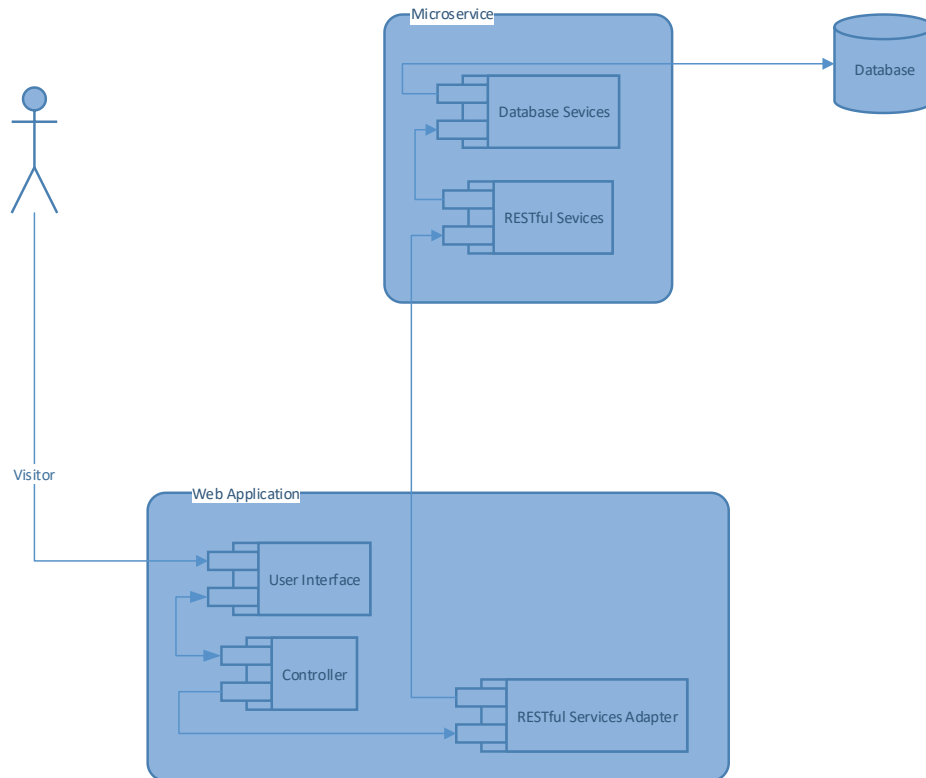 Microservice
Database
Database Sevices
RESTful Sevices
Visitor
Web Application
User Interface
Controller
RESTful Services Adapter